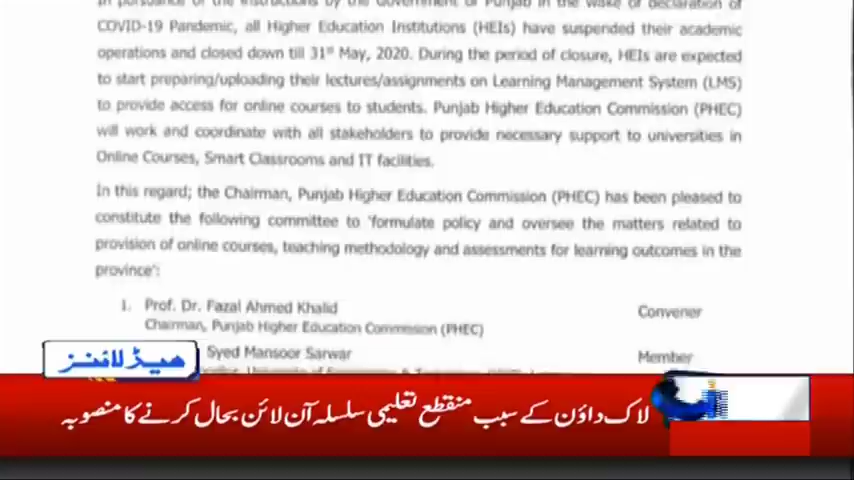 In pursuance of the instructions by the Government of Punjab in the wake of declaration of
COVID-19 Pandemic, all Higher Education Institutions (HEIs) have suspended their academic
operations and closed down till 31st May, 2020. During the period of closure, HEIs are expected
to start preparing/uploading their lectures/assignments on Learning Management System (LMS)
to provide access for online courses to students. Punjab Higher Education Commission (PHEC)
will work and coordinate with all stakeholders to provide necessary support to universities in
Online Courses, Smart Classrooms and IT facilities.
In this regard; the Chairman, Punjab Higher Education Commission (PHEC) has been pleased to
constitute the following committee to 'formulate policy and oversee the matters related to
provision of online courses, teaching methodology and assessments for learning outcomes in the
province':
1. Prof. Dr. Fazal Ahmed Khalid Convener
Chairman, Punjab Higher Education Commission (PHEC)
Syed Mansoor Sarwar Member
ہیڈلائنز
لاک داؤن کے سبب منقطع تعلیمی سلسلہ آن لائن بحال کرنے کا منصوبہ